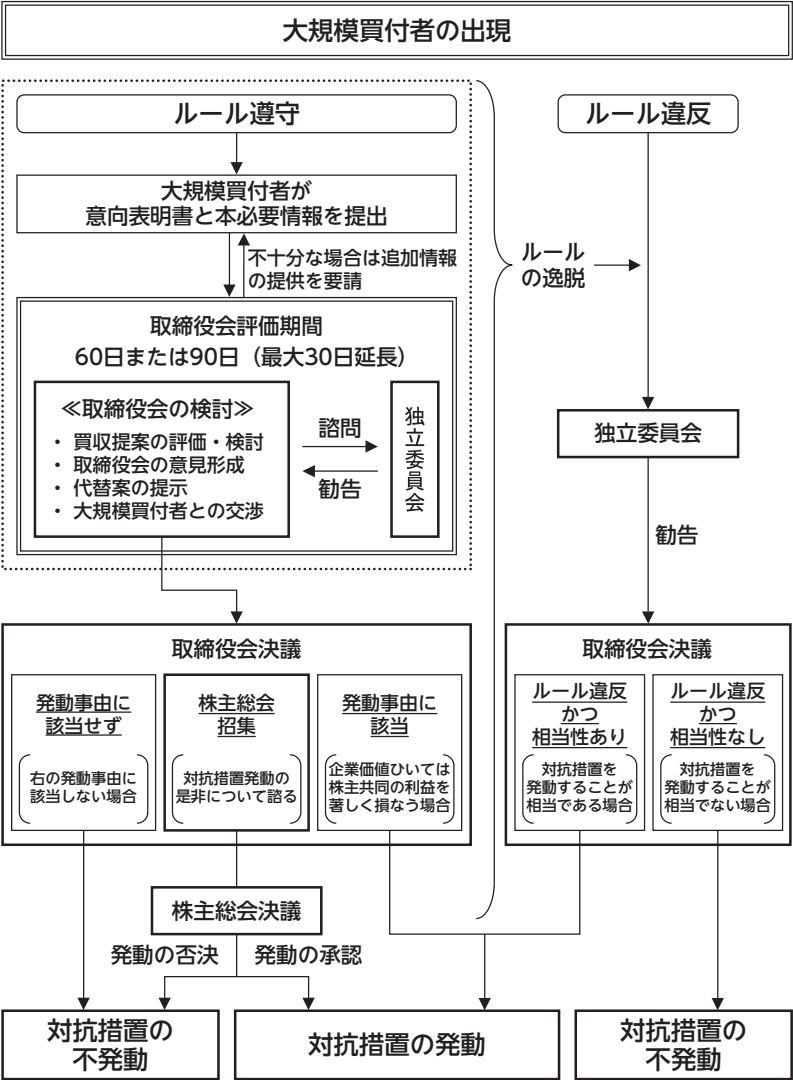 大規模買付者の出現
ルール遵守
大規模買付者が
意向表明書と本必要情報を提出
不十分な場合は追加情報
の提供を要請
取締役会評価期間
60日または90日（最大30日延長）
≪取締役会の検討≫
・ 買収提案の評価・検討
・ 取締役会の意見形成
・ 代替案の提示
・ 大規模買付者との交渉
諮問
勧告
独立委員会
ルール
の逸脱
ルール違反
独立委員会
勧告
取締役会決議
発動事由に
該当せず
右の発動事由に
該当しない場合
株主総会
招集
対抗措置発動の
是非について諮る
発動事由に
該当
企業価値ひいては
株主共同の利益を
著しく損なう場合
取締役会決議
ルール違反
かつ
相当性あり
対抗措置を
発動することが
相当である場合
ルール違反
かつ
相当性なし
対抗措置を
発動することが
相当でない場合
株主総会決議
発動の否決
発動の承認
対抗措置の
不発動
対抗措置の発動
対抗措置の
不発動